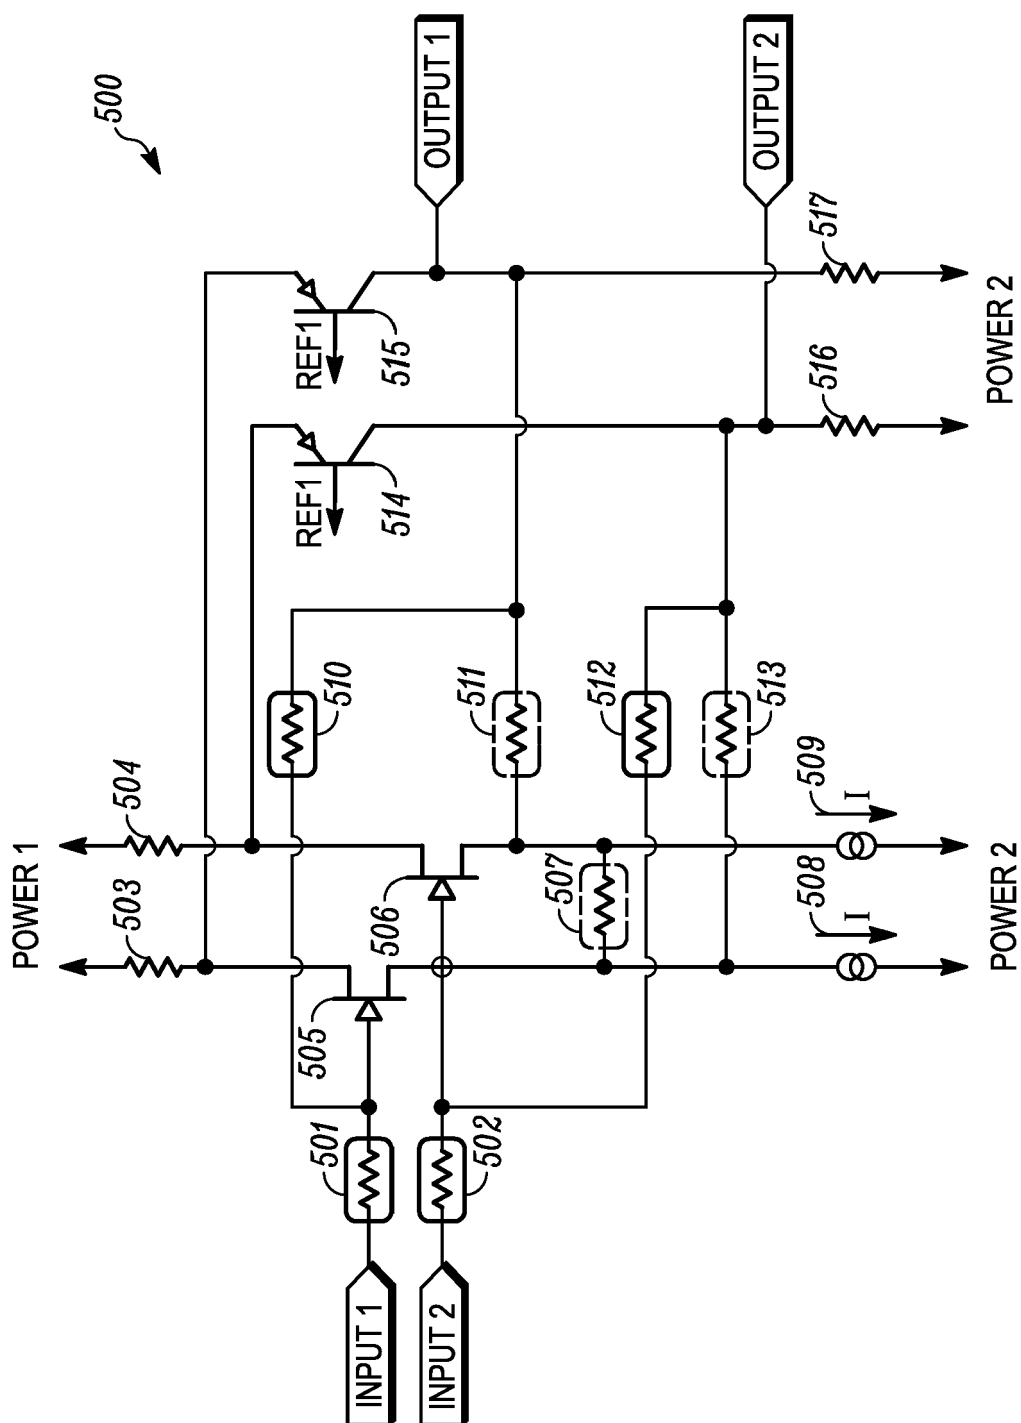 500
OUTPUT 1
OUTPUT 2
517
POWER 2
516
REF1
515
REF1
514
510
511
512
513
POWER 1
504
503
506
507
509
I
508
I
POWER 2
505
501
502
INPUT 1
INPUT 2